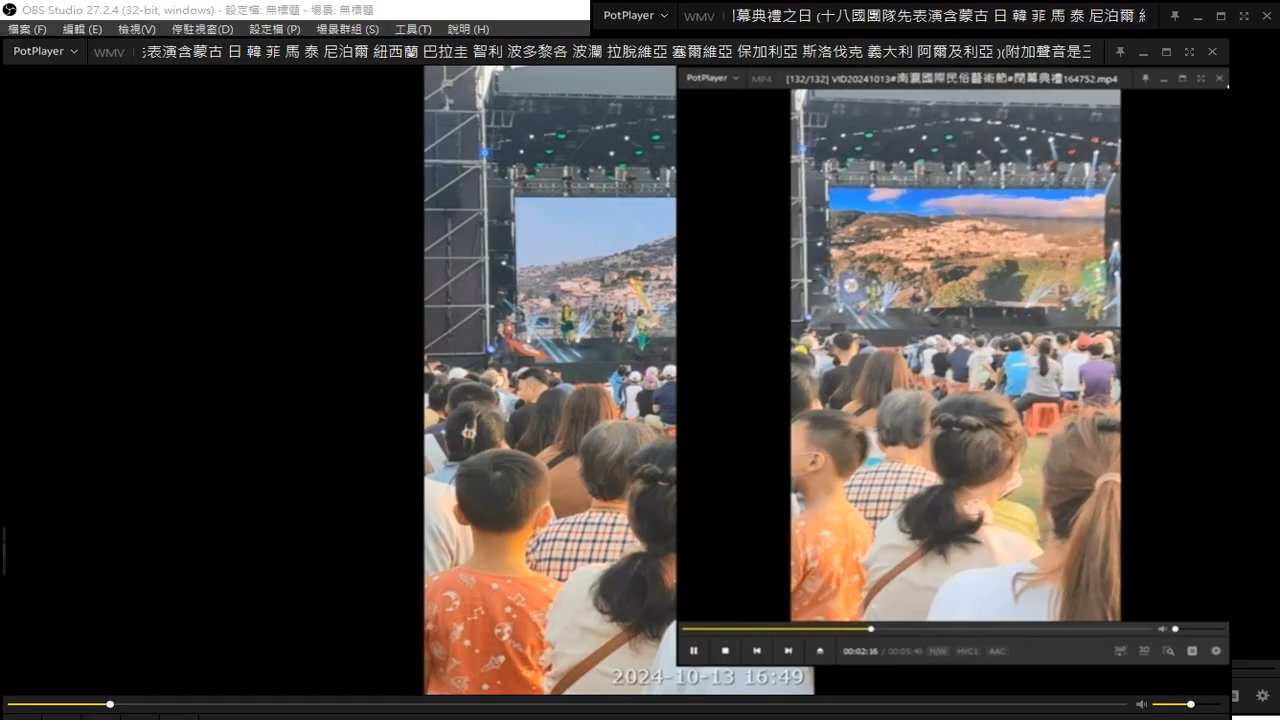 OBS Studio 27.2.4 (32-bit, windows) - 設定檔: 無標題 - 場景: 無標題
PotPlayer
WMV
幕典禮之日 (十八國團隊先表演含蒙古 日 韓 菲 馬 泰 尼泊爾 紐
檔案 (F) 編輯 (E) 檢視(V) 停駐視窗(D) 設定檔 (P) 場景群組 (S) 工具(T) 說明 (H)
PotPlayer
WMV
表演含蒙古 日 韓 菲 馬 泰 尼泊爾 紐西蘭 巴拉圭 智利 波多黎各 波瀾 拉脫維亞 塞爾維亞 保加利亞 斯洛伐克 義大利 阿爾及利亞 )(附加聲音是三
PotPlayer
MP4
[132/132] VID20241013#南瀛國際民俗藝術節#閉幕典禮164752.mp4
00:02:16 / 00:05:40 H/W HVC1 AAC
360°
3D
2024-10-13 16:49